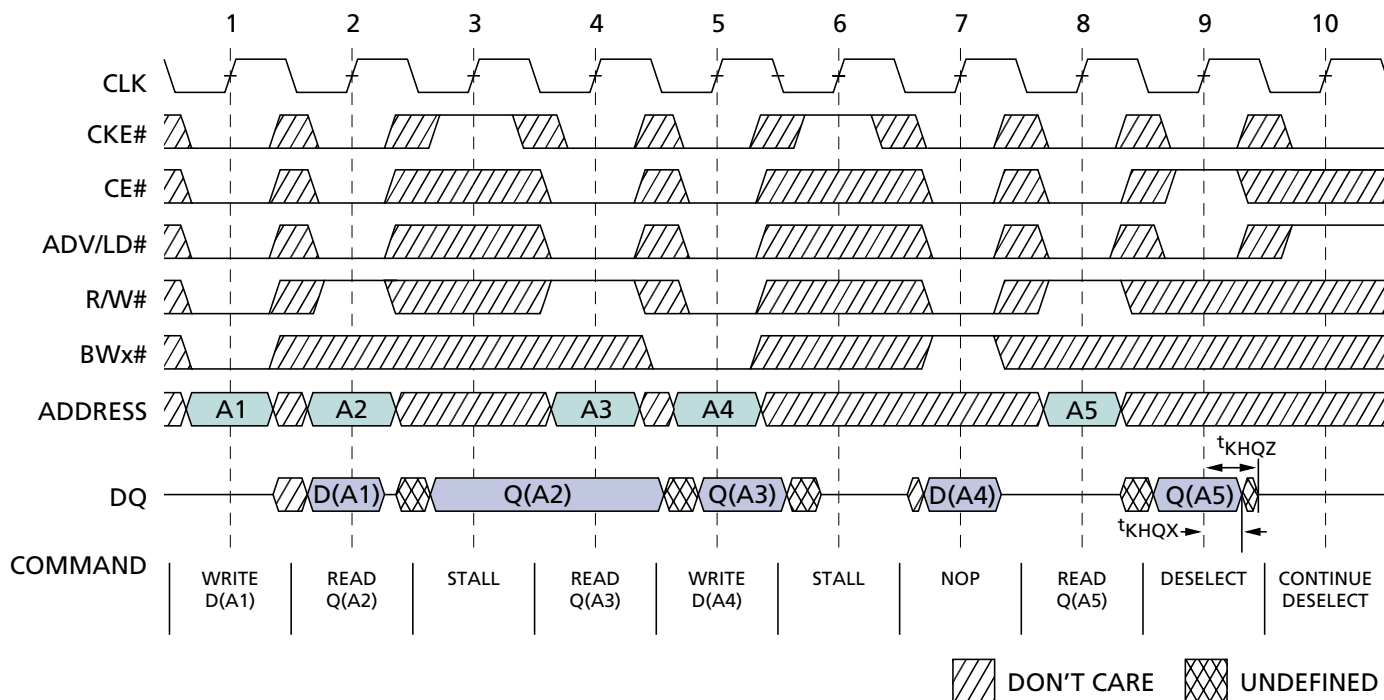 1 2 3 4 5 6 7 8 9 10
CLK
CKE#
CE#
ADV/LD#
R/W#
BWx#
ADDRESS A1 A2 A3 A4 A5
tKHQZ
DQ D(A1) Q(A2) Q(A3) D(A4) Q(A5)
tKHQX
COMMAND
WRITE READ STALL READ WRITE STALL NOP READ DESELECT CONTINUE
D(A1) Q(A2) Q(A3) D(A4) Q(A5) DESELECT
DON'T CARE UNDEFINED